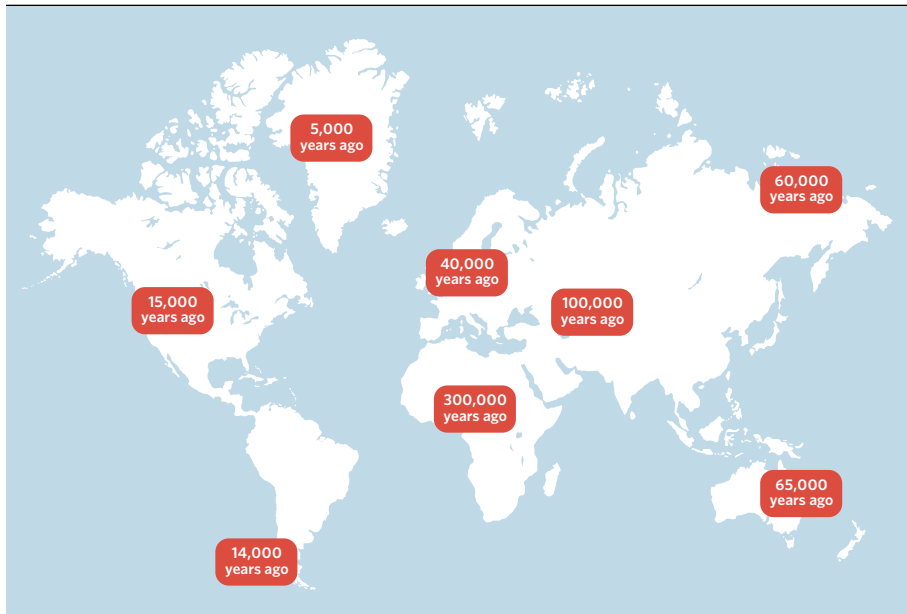 5,000
years ago
60,000
years ago
40,000
years ago
15,000
years ago
100,000
years ago
300,000
years ago
65,000
years ago
14,000
years ago